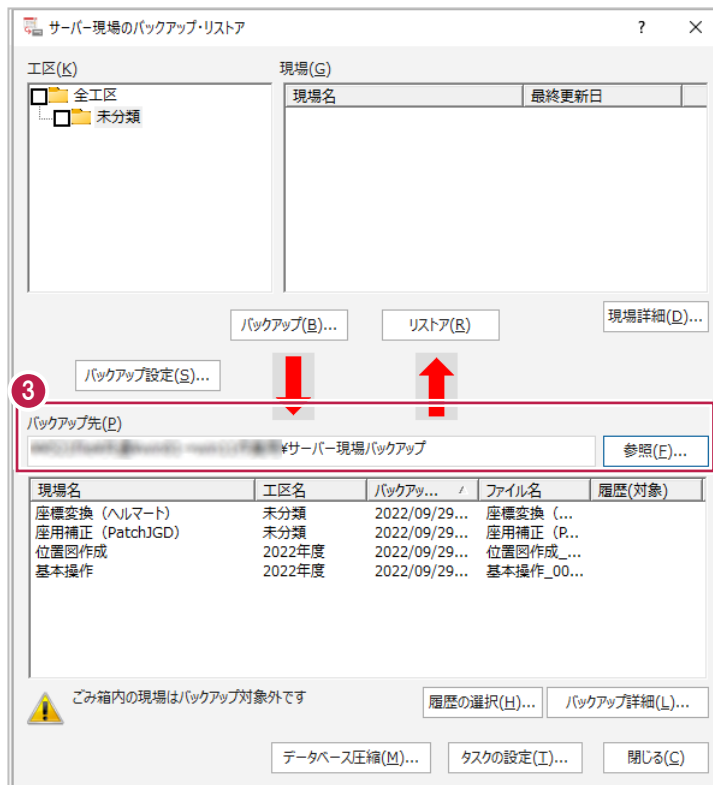 サーバー現場のバックアップ・リストア ? ×
工区(K) 現場(G)
全工区 現場名 最終更新日
未分類
バックアップ(B)... リストア(R) 現場詳細(D)...
バックアップ設定(S)...
3
バックアップ先(P)
¥サーバー現場バックアップ 参照(F)...
現場名 工区名 バックアッ... ファイル名 履歴(対象)
座標変換（ヘルマート） 未分類 2022/09/29... 座標変換（...
座用補正（PatchJGD） 未分類 2022/09/29... 座用補正（P...
位置図作成 2022年度 2022/09/29... 位置図作成_...
基本操作 2022年度 2022/09/29... 基本操作_00...
ごみ箱内の現場はバックアップ対象外です 履歴の選択(H)... バックアップ詳細(L)...
データベース圧縮(M)... タスクの設定(T)... 閉じる(C)